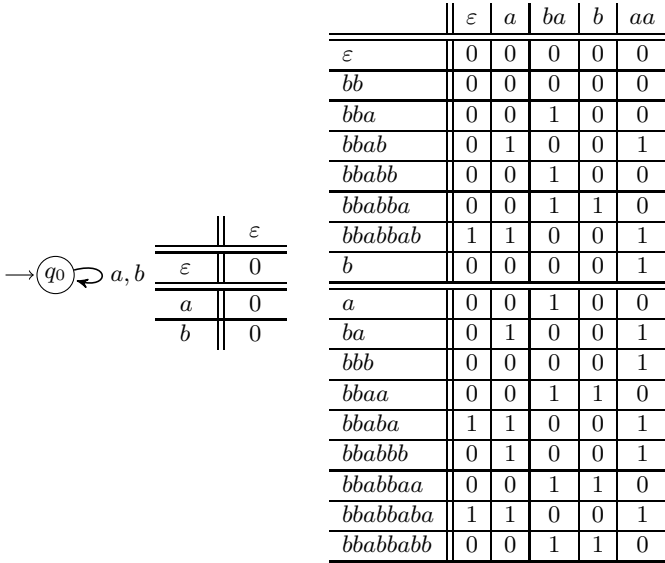 ε a ba b aa
ε 0 0 0 0 0
bb 0 0 0 0 0
bba 0 0 1 0 0
bbab 0 1 0 0 1
bbabb 0 0 1 0 0
bbabba 0 0 1 1 0
bbabbab 1 1 0 0 1
b 0 0 0 0 1
a 0 0 1 0 0
ba 0 1 0 0 1
bbb 0 0 0 0 1
bbaa 0 0 1 1 0
bbaba 1 1 0 0 1
bbabbb 0 1 0 0 1
bbabbaa 0 0 1 1 0
bbabbaba 1 1 0 0 1
bbabbabb 0 0 1 1 0
q0 a, b
ε
ε 0
a 0
b 0